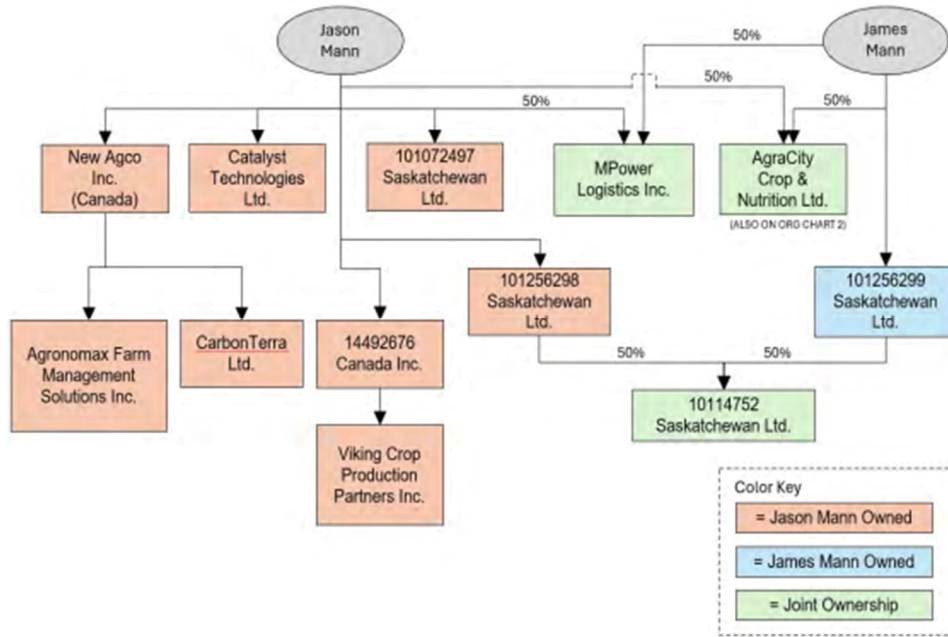 Jason
Mann
James
Mann
50%
50%
50%
50%
New Agco
Inc.
(Canada)
Catalyst
Technologies
Ltd.
101072497
Saskatchewan
Ltd.
MPower
Logistics Inc.
AgraCity
Crop &
Nutrition Ltd.
(ALSO ON ORG CHART 2)
101256298
Saskatchewan
Ltd.
101256299
Saskatchewan
Ltd.
Agronomax Farm
Management
Solutions Inc.
CarbonTerra
Ltd.
14492676
Canada Inc.
50%
50%
10114752
Saskatchewan Ltd.
Viking Crop
Production
Partners Inc.
Color Key
= Jason Mann Owned
= James Mann Owned
= Joint Ownership